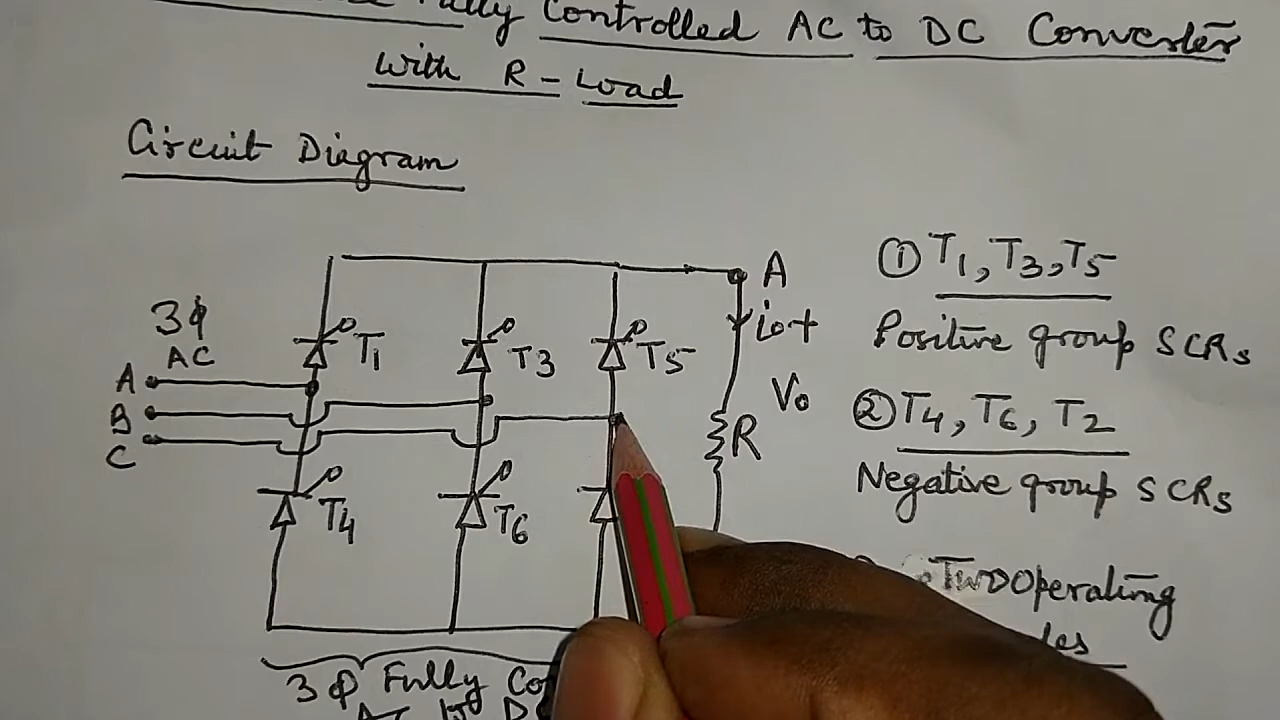 Fully Controlled AC to DC Converter
with R-Load
Circuit Diagram
3ϕ
AC
A
B
C
T1
T3
T5
T4
T6
A
io+
Vo
R
① T1, T3, T5
Positive group SCRs
② T4, T6, T2
Negative group SCRs
Two Operating
3ϕ Fully